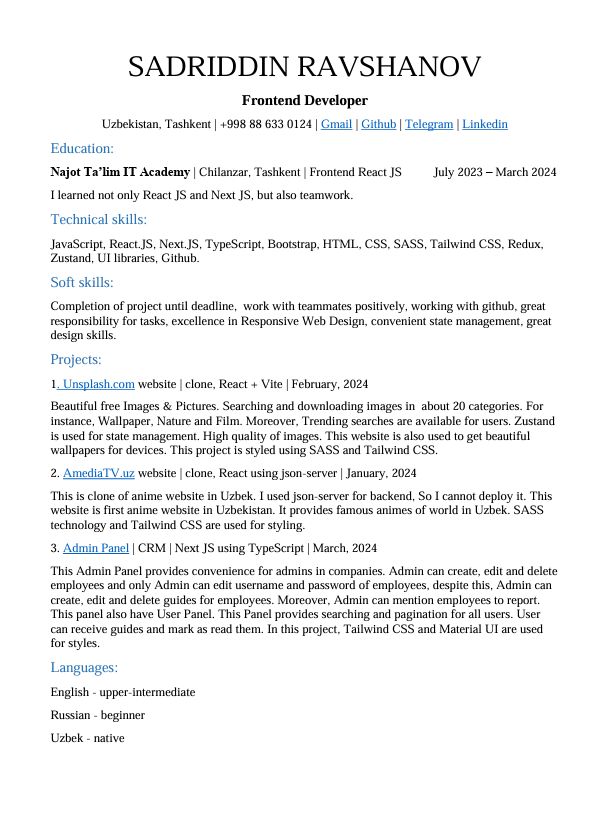 SADRIDDIN RAVSHANOV
Frontend Developer
Uzbekistan, Tashkent | +998 88 633 0124 | Gmail | Github | Telegram | Linkedin
Education:
Najot Ta’lim IT Academy | Chilanzar, Tashkent | Frontend React JS July 2023 – March 2024
I learned not only React JS and Next JS, but also teamwork.
Technical skills:
JavaScript, React.JS, Next.JS, TypeScript, Bootstrap, HTML, CSS, SASS, Tailwind CSS, Redux,
Zustand, UI libraries, Github.
Soft skills:
Completion of project until deadline,  work with teammates positively, working with github, great
responsibility for tasks, excellence in Responsive Web Design, convenient state management, great
design skills.
Projects:
1. Unsplash.com website | clone, React + Vite | February, 2024
Beautiful free Images & Pictures. Searching and downloading images in  about 20 categories. For
instance, Wallpaper, Nature and Film. Moreover, Trending searches are available for users. Zustand
is used for state management. High quality of images. This website is also used to get beautiful
wallpapers for devices. This project is styled using SASS and Tailwind CSS.
2. AmediaTV.uz website | clone, React using json-server | January, 2024
This is clone of anime website in Uzbek. I used json-server for backend, So I cannot deploy it. This
website is first anime website in Uzbekistan. It provides famous animes of world in Uzbek. SASS
technology and Tailwind CSS are used for styling.
3. Admin Panel | CRM | Next JS using TypeScript | March, 2024
This Admin Panel provides convenience for admins in companies. Admin can create, edit and delete
employees and only Admin can edit username and password of employees, despite this, Admin can
create, edit and delete guides for employees. Moreover, Admin can mention employees to report.
This panel also have User Panel. This Panel provides searching and pagination for all users. User
can receive guides and mark as read them. In this project, Tailwind CSS and Material UI are used
for styles.
Languages:
English - upper-intermediate
Russian - beginner
Uzbek - native